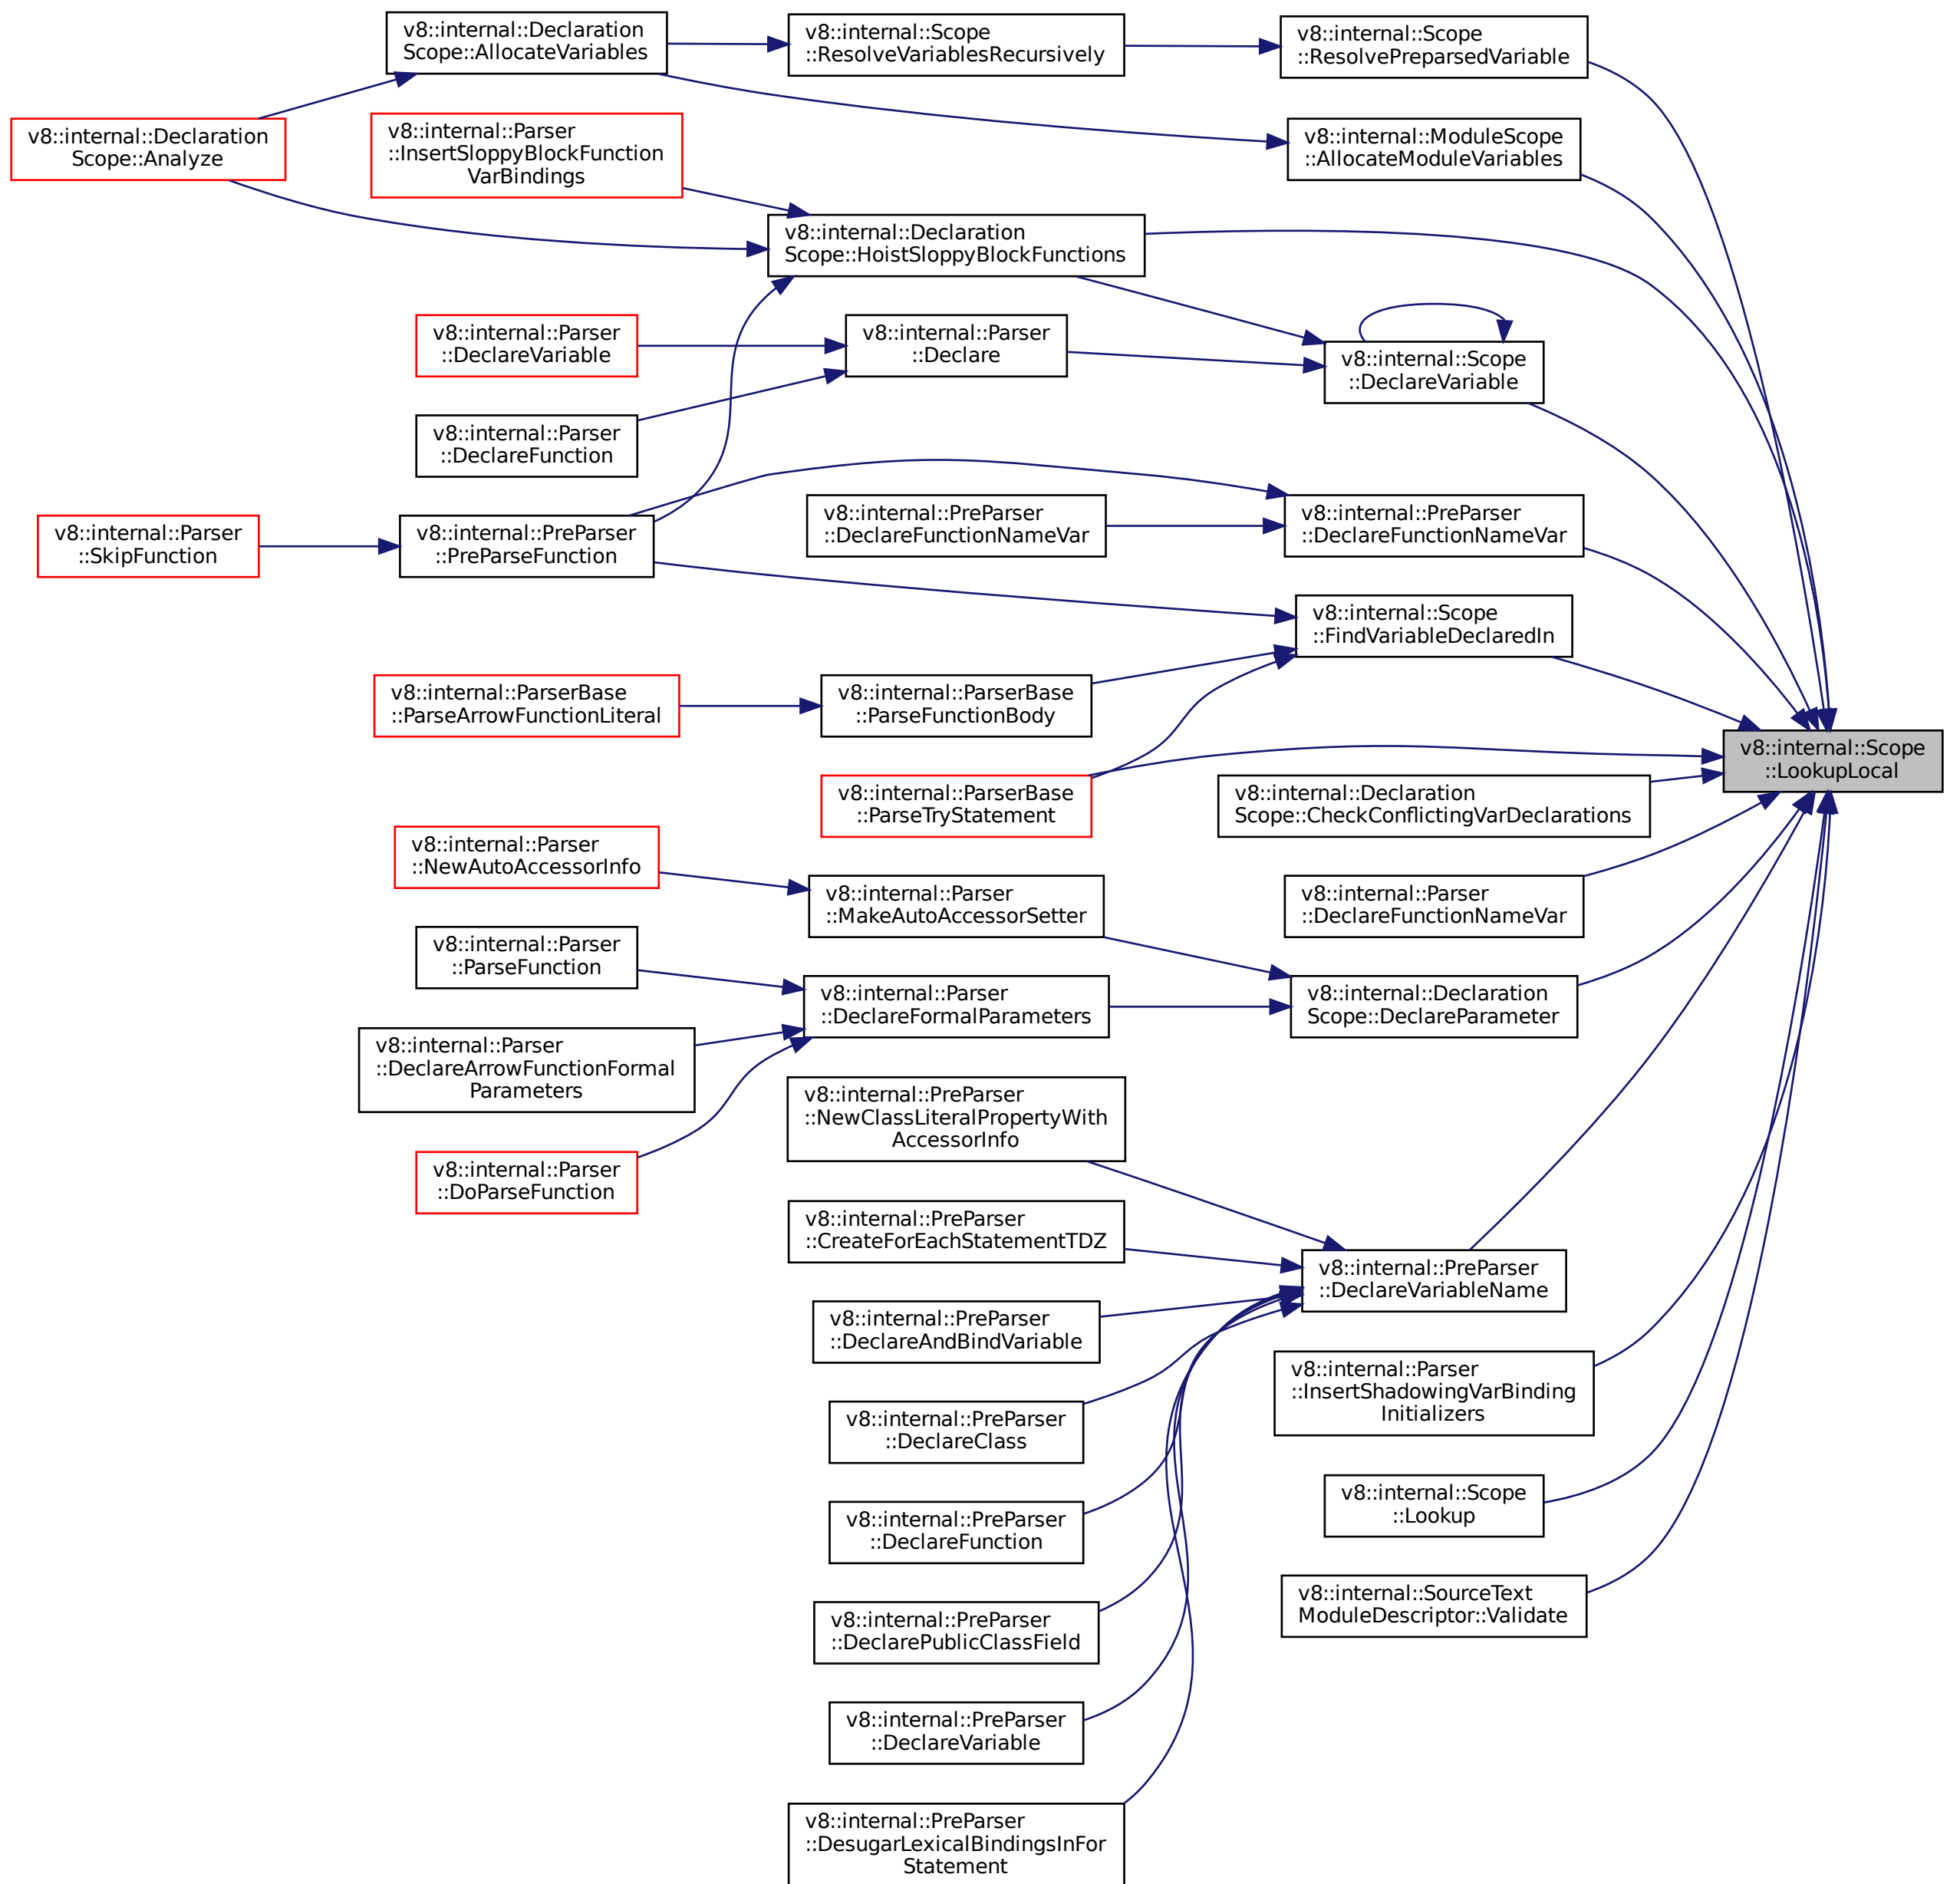 v8::internal::Declaration
Scope::AllocateVariables
v8::internal::Scope
::ResolveVariablesRecursively
v8::internal::Scope
::ResolvePreparsedVariable
v8::internal::Declaration
Scope::Analyze
v8::internal::Parser
::InsertSloppyBlockFunction
VarBindings
v8::internal::ModuleScope
::AllocateModuleVariables
v8::internal::Declaration
Scope::HoistSloppyBlockFunctions
v8::internal::Parser
::DeclareVariable
v8::internal::Parser
::Declare
v8::internal::Scope
::DeclareVariable
v8::internal::Parser
::DeclareFunction
v8::internal::Parser
::SkipFunction
v8::internal::PreParser
::PreParseFunction
v8::internal::PreParser
::DeclareFunctionNameVar
v8::internal::PreParser
::DeclareFunctionNameVar
v8::internal::Scope
::FindVariableDeclaredIn
v8::internal::ParserBase
::ParseArrowFunctionLiteral
v8::internal::ParserBase
::ParseFunctionBody
v8::internal::Scope
::LookupLocal
v8::internal::ParserBase
::ParseTryStatement
v8::internal::Declaration
Scope::CheckConflictingVarDeclarations
v8::internal::Parser
::NewAutoAccessorInfo
v8::internal::Parser
::MakeAutoAccessorSetter
v8::internal::Parser
::DeclareFunctionNameVar
v8::internal::Parser
::ParseFunction
v8::internal::Parser
::DeclareFormalParameters
v8::internal::Declaration
Scope::DeclareParameter
v8::internal::Parser
::DeclareArrowFunctionFormal
Parameters
v8::internal::PreParser
::NewClassLiteralPropertyWith
AccessorInfo
v8::internal::Parser
::DoParseFunction
v8::internal::PreParser
::CreateForEachStatementTDZ
v8::internal::PreParser
::DeclareVariableName
v8::internal::PreParser
::DeclareAndBindVariable
v8::internal::Parser
::InsertShadowingVarBinding
Initializers
v8::internal::PreParser
::DeclareClass
v8::internal::Scope
::Lookup
v8::internal::PreParser
::DeclareFunction
v8::internal::SourceText
ModuleDescriptor::Validate
v8::internal::PreParser
::DeclarePublicClassField
v8::internal::PreParser
::DeclareVariable
v8::internal::PreParser
::DesugarLexicalBindingsInFor
Statement